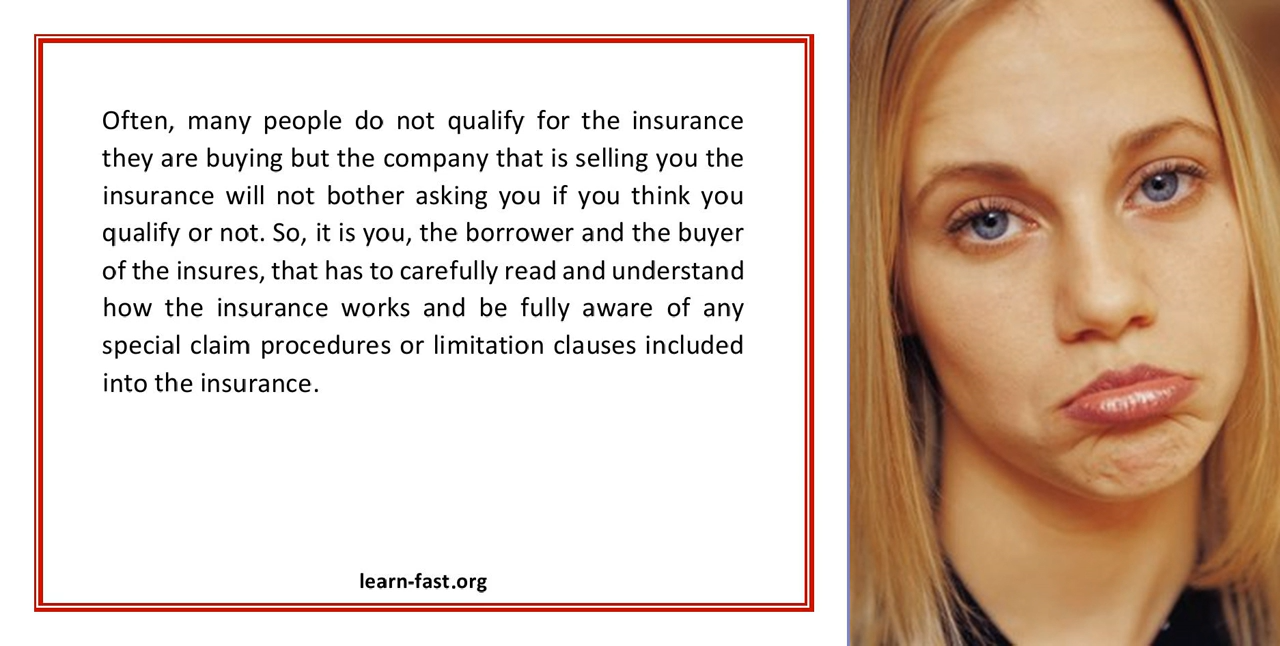 Often, many people do not qualify for the insurance
they are buying but the company that is selling you the
insurance will not bother asking you if you think you
qualify or not. So, it is you, the borrower and the buyer
of the insures, that has to carefully read and understand
how the insurance works and be fully aware of any
special claim procedures or limitation clauses included
into the insurance.
learn-fast.org